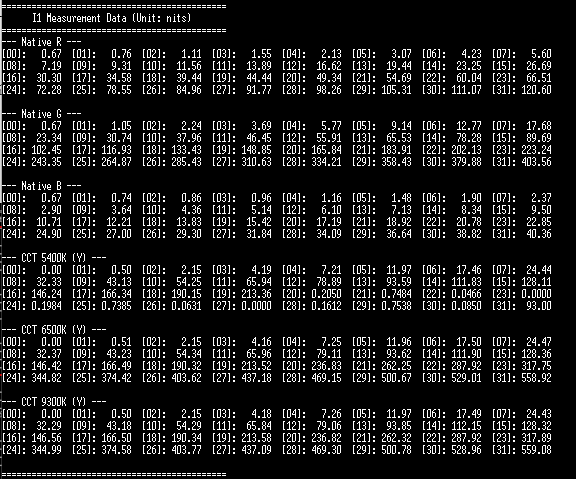 ==================================================
I1 Measurement Data (Unit: nits)
==================================================
--- Native R ---
[00]: 0.67 [01]: 0.76 [02]: 1.11 [03]: 1.55 [04]: 2.13 [05]: 3.07 [06]: 4.23 [07]: 5.60
[08]: 7.19 [09]: 9.31 [10]: 11.56 [11]: 13.89 [12]: 16.62 [13]: 19.44 [14]: 23.25 [15]: 26.69
[16]: 30.30 [17]: 34.58 [18]: 39.44 [19]: 44.44 [20]: 49.34 [21]: 54.69 [22]: 60.04 [23]: 66.51
[24]: 72.28 [25]: 78.55 [26]: 84.96 [27]: 91.77 [28]: 98.26 [29]: 105.31 [30]: 111.07 [31]: 120.60
--- Native G ---
[00]: 0.67 [01]: 1.05 [02]: 2.24 [03]: 3.69 [04]: 5.77 [05]: 9.14 [06]: 12.77 [07]: 17.68
[08]: 23.34 [09]: 30.74 [10]: 37.96 [11]: 46.45 [12]: 55.91 [13]: 65.53 [14]: 78.28 [15]: 89.69
[16]: 102.45 [17]: 116.93 [18]: 133.43 [19]: 148.85 [20]: 165.84 [21]: 183.91 [22]: 202.13 [23]: 223.24
[24]: 243.35 [25]: 264.87 [26]: 285.43 [27]: 310.63 [28]: 334.21 [29]: 358.43 [30]: 379.88 [31]: 403.56
--- Native B ---
[00]: 0.67 [01]: 0.74 [02]: 0.86 [03]: 0.96 [04]: 1.16 [05]: 1.48 [06]: 1.90 [07]: 2.37
[08]: 2.90 [09]: 3.64 [10]: 4.36 [11]: 5.14 [12]: 6.10 [13]: 7.13 [14]: 8.34 [15]: 9.50
[16]: 10.71 [17]: 12.21 [18]: 13.83 [19]: 15.42 [20]: 17.19 [21]: 18.92 [22]: 20.78 [23]: 22.85
[24]: 24.90 [25]: 27.00 [26]: 29.30 [27]: 31.84 [28]: 34.09 [29]: 36.64 [30]: 38.82 [31]: 40.36
--- CCT 5400K (Y) ---
[00]: 0.00 [01]: 0.50 [02]: 2.15 [03]: 4.19 [04]: 7.21 [05]: 11.97 [06]: 17.46 [07]: 24.44
[08]: 32.33 [09]: 43.13 [10]: 54.25 [11]: 65.94 [12]: 78.89 [13]: 93.59 [14]: 111.83 [15]: 128.11
[16]: 146.24 [17]: 166.34 [18]: 190.15 [19]: 213.36 [20]: 0.2050 [21]: 0.7484 [22]: 0.0466 [23]: 0.0000
[24]: 0.1984 [25]: 0.7385 [26]: 0.0631 [27]: 0.0000 [28]: 0.1612 [29]: 0.7538 [30]: 0.0850 [31]: 93.00
--- CCT 6500K (Y) ---
[00]: 0.00 [01]: 0.51 [02]: 2.15 [03]: 4.16 [04]: 7.25 [05]: 11.96 [06]: 17.50 [07]: 24.47
[08]: 32.37 [09]: 43.23 [10]: 54.34 [11]: 65.96 [12]: 79.11 [13]: 93.62 [14]: 111.90 [15]: 128.36
[16]: 146.42 [17]: 166.49 [18]: 190.32 [19]: 213.52 [20]: 236.83 [21]: 262.25 [22]: 287.92 [23]: 317.75
[24]: 344.82 [25]: 374.42 [26]: 403.62 [27]: 437.18 [28]: 469.15 [29]: 500.67 [30]: 529.01 [31]: 558.92
--- CCT 9300K (Y) ---
[00]: 0.00 [01]: 0.50 [02]: 2.15 [03]: 4.18 [04]: 7.26 [05]: 11.97 [06]: 17.49 [07]: 24.43
[08]: 32.29 [09]: 43.18 [10]: 54.29 [11]: 65.84 [12]: 79.06 [13]: 93.85 [14]: 112.15 [15]: 128.32
[16]: 146.56 [17]: 166.50 [18]: 190.34 [19]: 213.58 [20]: 236.82 [21]: 262.32 [22]: 287.92 [23]: 317.89
[24]: 344.99 [25]: 374.58 [26]: 403.77 [27]: 437.09 [28]: 469.30 [29]: 500.78 [30]: 528.96 [31]: 559.08
==================================================